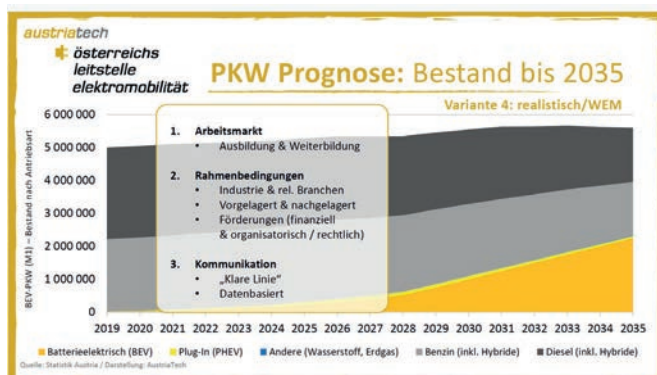 austriatech
österreichs
leitstelle
elektromobilität
PKW Prognose: Bestand bis 2035
Variante 4: realistisch/WEM
BEV-PKW (M1) – Bestand nach Antriebsart
6 000 000
5 000 000
4 000 000
3 000 000
2 000 000
1 000 000
0
1. Arbeitsmarkt
• Ausbildung & Weiterbildung
2. Rahmenbedingungen
• Industrie & rel. Branchen
• Vorgelagert & nachgelagert
• Förderungen (finanziell
& organisatorisch / rechtlich)
3. Kommunikation
• „Klare Linie“
• Datenbasiert
2019 2020 2021 2022 2023 2024 2025 2026 2027 2028 2029 2030 2031 2032 2033 2034 2035
Batterieelektrisch (BEV) Plug-In (PHEV) Andere (Wasserstoff, Erdgas) Benzin (inkl. Hybride) Diesel (inkl. Hybride)
Quelle: Statistik Austria / Darstellung: AustriaTech